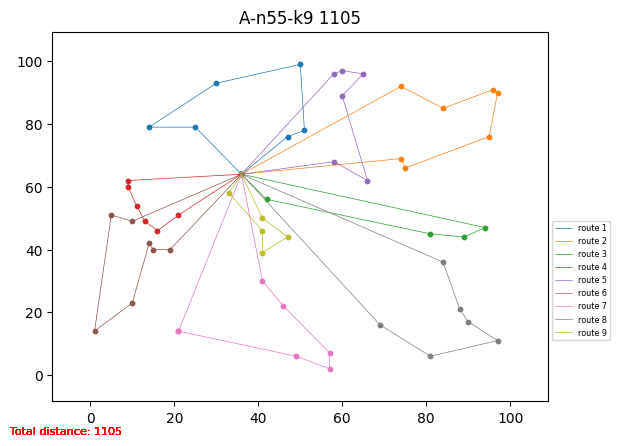 A-n55-k9 1105
100
80
60
40
20
0
0 20 40 60 80 100
route 1
route 2
route 3
route 4
route 5
route 6
route 7
route 8
route 9
Total distance: 1105